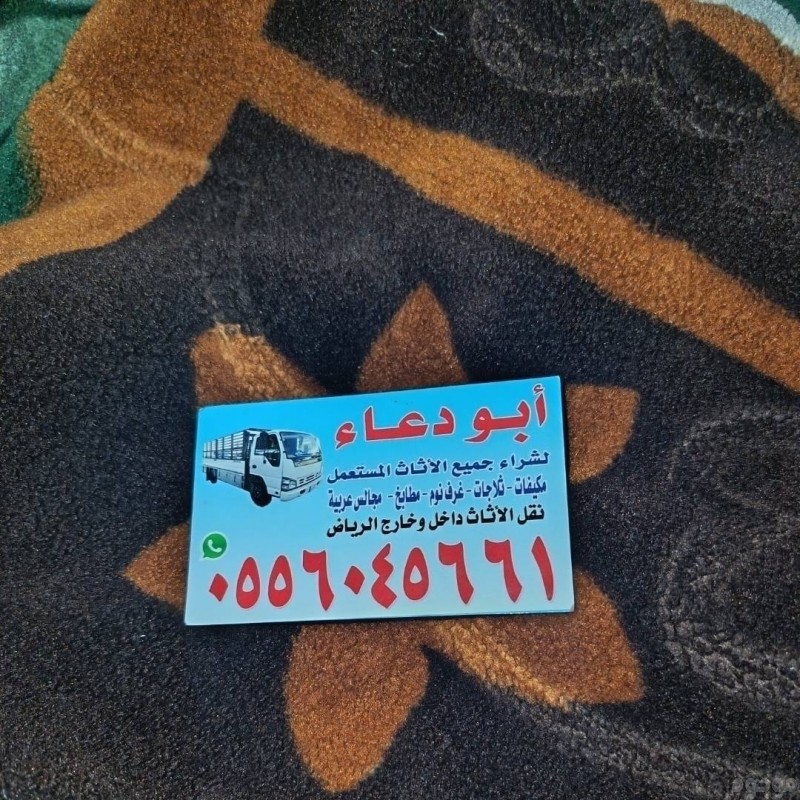 أبو دعاء
لشراء جميع الأثاث المستعمل
مكيفات - ثلاجات - غرف نوم - مطابخ - مجالس عربية
نقل الأثاث داخل وخارج الرياض
٠٥٥٦٠٤٥٦٦١